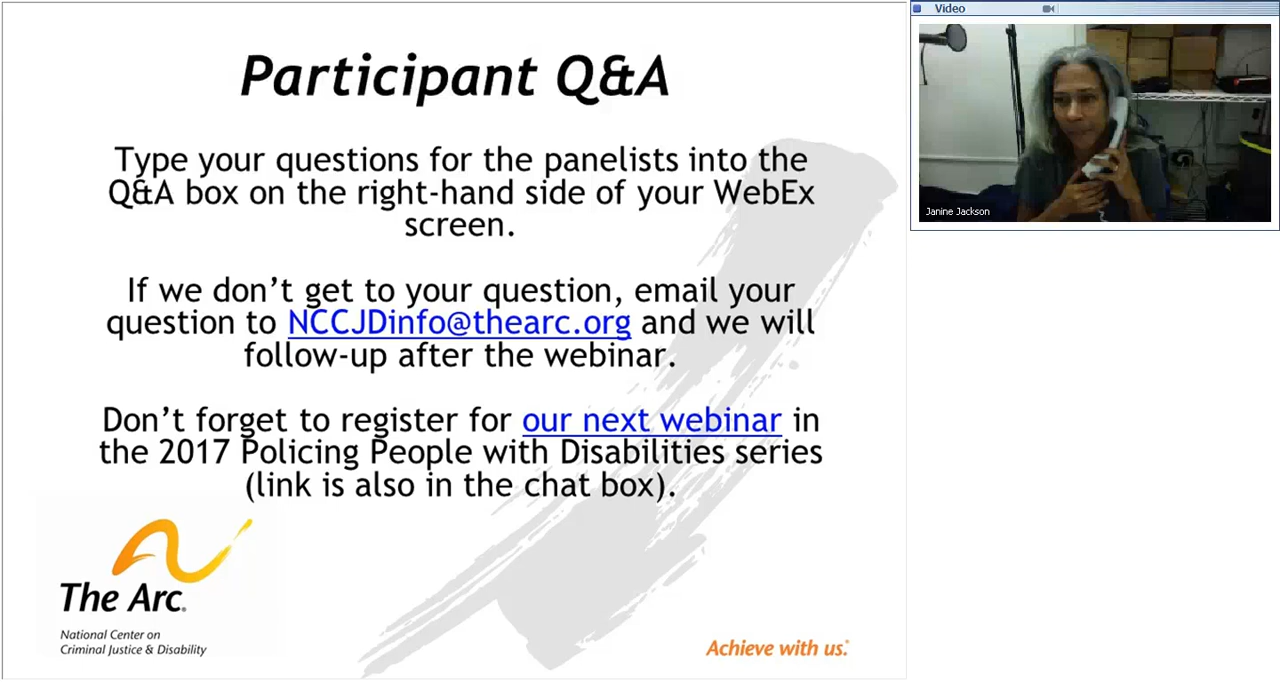 Participant Q&A
Type your questions for the panelists into the
Q&A box on the right-hand side of your WebEx
screen.
If we don't get to your question, email your
question to NCCJDinfo@thearc.org and we will
follow-up after the webinar.
Don't forget to register for our next webinar in
the 2017 Policing People with Disabilities series
(link is also in the chat box).
The Arc®
National Center on
Criminal Justice & Disability
Achieve with us.®
Video
Janine Jackson